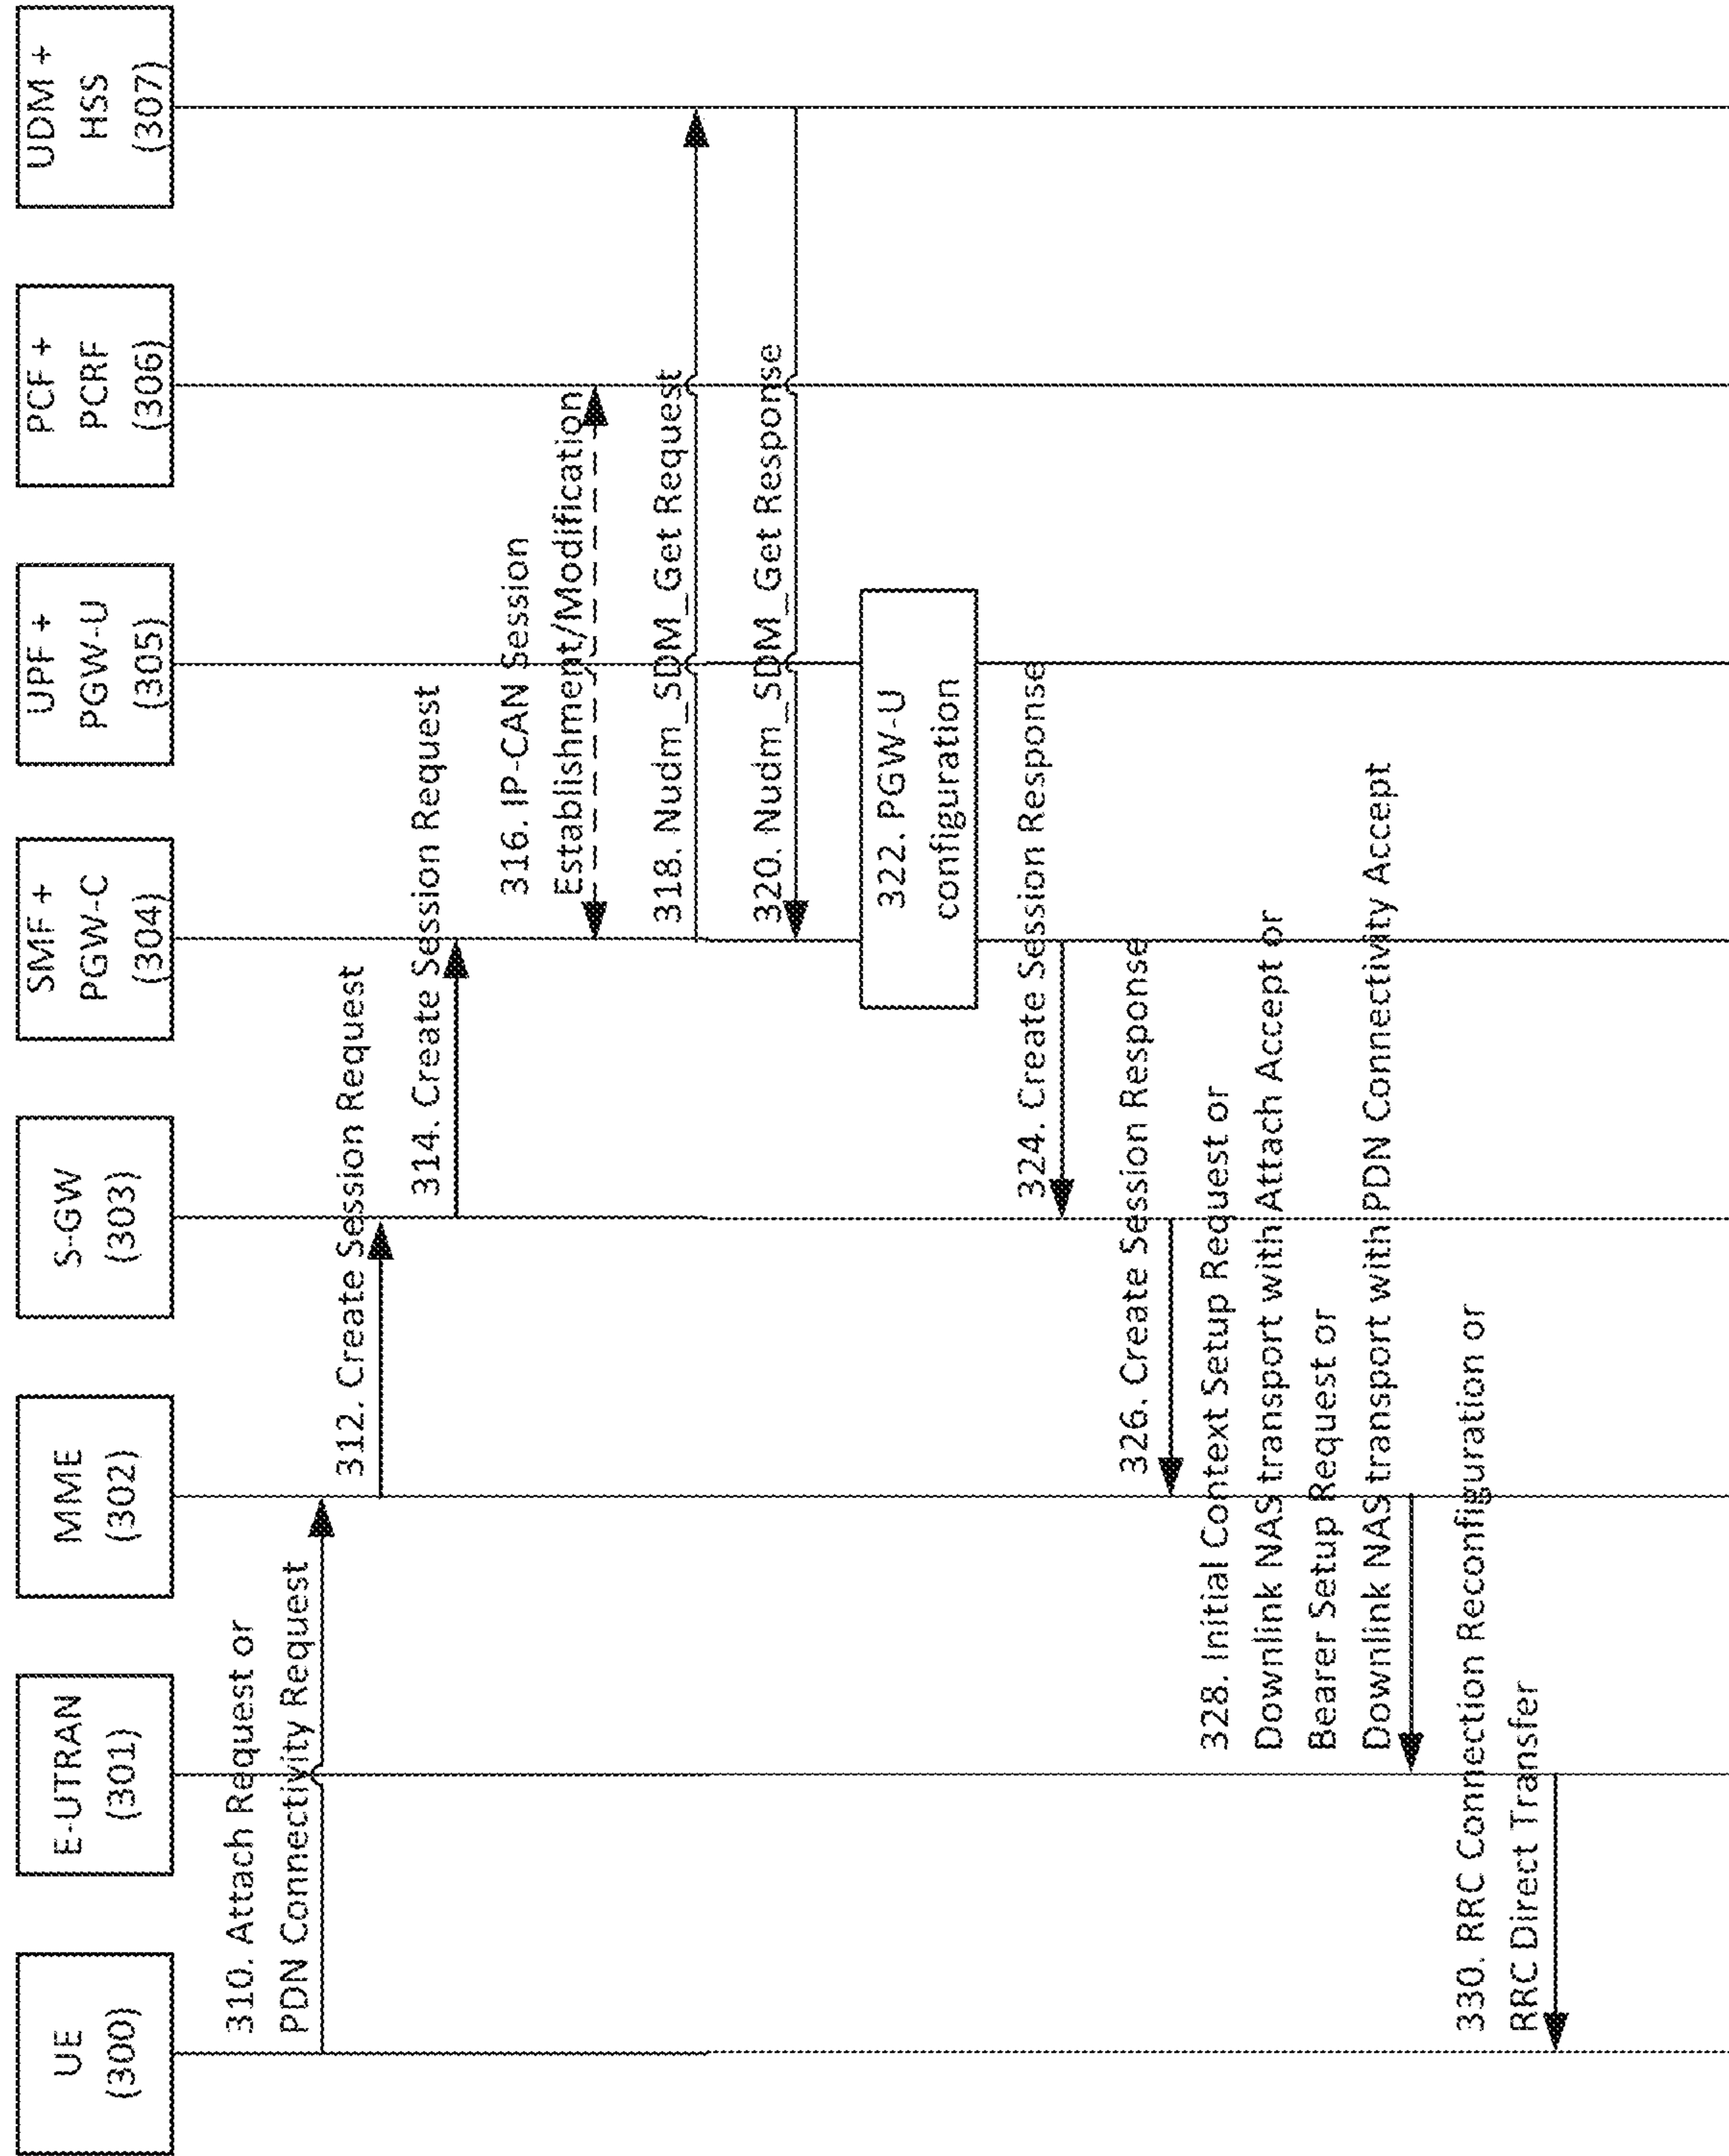 UE
(300)
E-UTRAN
(301)
MME
(302)
S-GW
(303)
SMF +
PGW-C
(304)
UPF +
PGW-U
(305)
PCF +
PCRF
(306)
UDM +
HSS
(307)
310. Attach Request or
PDN Connectivity Request
312. Create Session Request
314. Create Session Request
316. IP-CAN Session
Establishment/Modification
318. Nudm_SDM_Get Request
320. Nudm_SDM_Get Response
322. PGW-U
configuration
324. Create Session Response
326. Create Session Response
328. Initial Context Setup Request or
Downlink NAS transport with Attach Accept or
Bearer Setup Request or
Downlink NAS transport with PDN Connectivity Accept
330. RRC Connection Reconfiguration or
RRC Direct Transfer